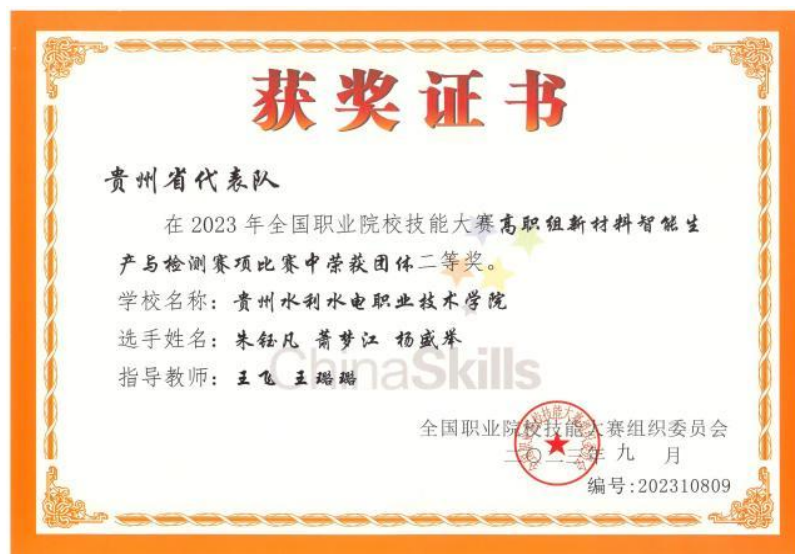 获奖证书
贵州省代表队
在 2023 年全国职业院校技能大赛高职组新材料智能生
产与检测赛项比赛中荣获团体二等奖。
学校名称：贵州水利水电职业技术学院
选手姓名：朱钰凡 萧梦江 杨盛举
指导教师：王飞 王璐璐
ChinaSkills
全国职业院校技能大赛组织委员会
二〇二三年九 月
编号:202310809